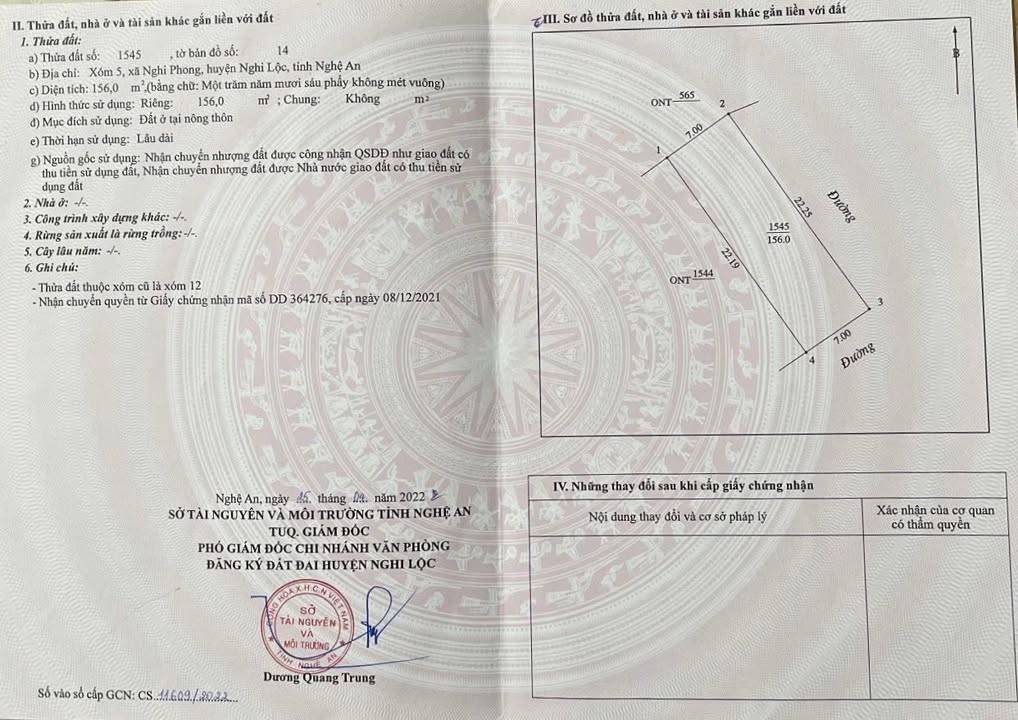 II. Thửa đất, nhà ở và tài sản khác gắn liền với đất
1. Thửa đất:
a) Thửa đất số: 1545 , tờ bản đồ số: 14
b) Địa chỉ: Xóm 5, xã Nghi Phong, huyện Nghi Lộc, tỉnh Nghệ An
c) Diện tích: 156,0 m²,(bằng chữ: Một trăm năm mươi sáu phẩy không mét vuông)
d) Hình thức sử dụng: Riêng: 156,0 m² ; Chung: Không m²
đ) Mục đích sử dụng: Đất ở tại nông thôn
e) Thời hạn sử dụng: Lâu dài
g) Nguồn gốc sử dụng: Nhận chuyển nhượng đất được công nhận QSDĐ như giao đất có
thu tiền sử dụng đất, Nhận chuyển nhượng đất được Nhà nước giao đất có thu tiền sử
dụng đất
2. Nhà ở: -/-.
3. Công trình xây dựng khác: -/-.
4. Rừng sản xuất là rừng trồng: -/-.
5. Cây lâu năm: -/-.
6. Ghi chú:
- Thửa đất thuộc xóm cũ là xóm 12
- Nhận chuyển quyền từ Giấy chứng nhận mã số DD 364276, cấp ngày 08/12/2021
Nghệ An, ngày tháng năm 2022
SỞ TÀI NGUYÊN VÀ MÔI TRƯỜNG TỈNH NGHỆ AN
TUQ. GIÁM ĐỐC
PHÓ GIÁM ĐỐC CHI NHÁNH VĂN PHÒNG
ĐĂNG KÝ ĐẤT ĐAI HUYỆN NGHI LỘC
CỘNG HÒA X.H.C.N VIỆT NAM
SỞ
TÀI NGUYÊN
VÀ
MÔI TRƯỜNG
TỈNH NGHỆ AN
Dương Quang Trung
Số vào sổ cấp GCN: CS..11609/2022...
III. Sơ đồ thửa đất, nhà ở và tài sản khác gắn liền với đất
B
ONT 565
2
7.00
1
22.25
Đường
1545
156.0
22.19
ONT 1544
3
7.00
4
Đường
IV. Những thay đổi sau khi cấp giấy chứng nhận
Nội dung thay đổi và cơ sở pháp lý
Xác nhận của cơ quan
có thẩm quyền